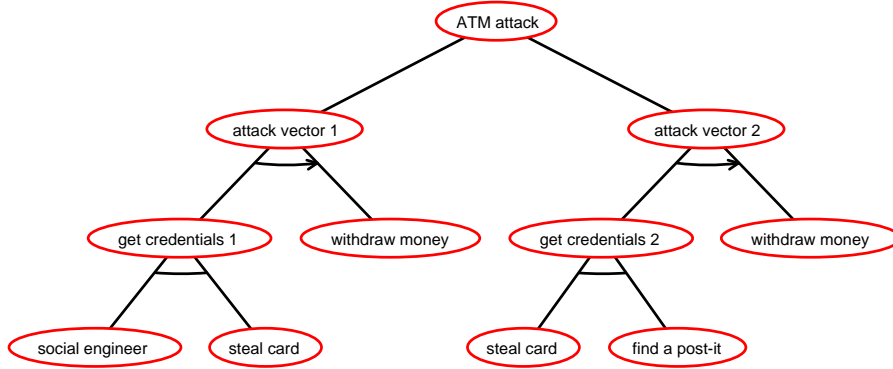 ATM attack
attack vector 1
attack vector 2
get credentials 1
withdraw money
get credentials 2
withdraw money
social engineer
steal card
steal card
find a post-it